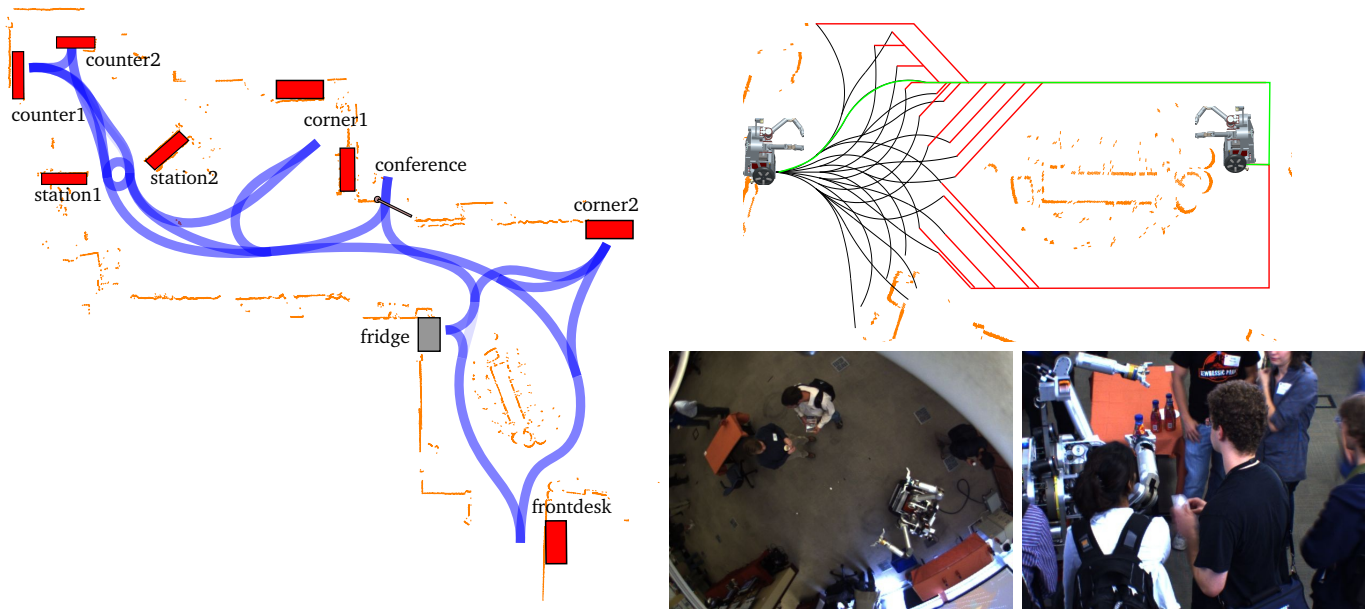 counter2
counter1
corner1
conference
station2
station1
corner2
fridge
frontdesk